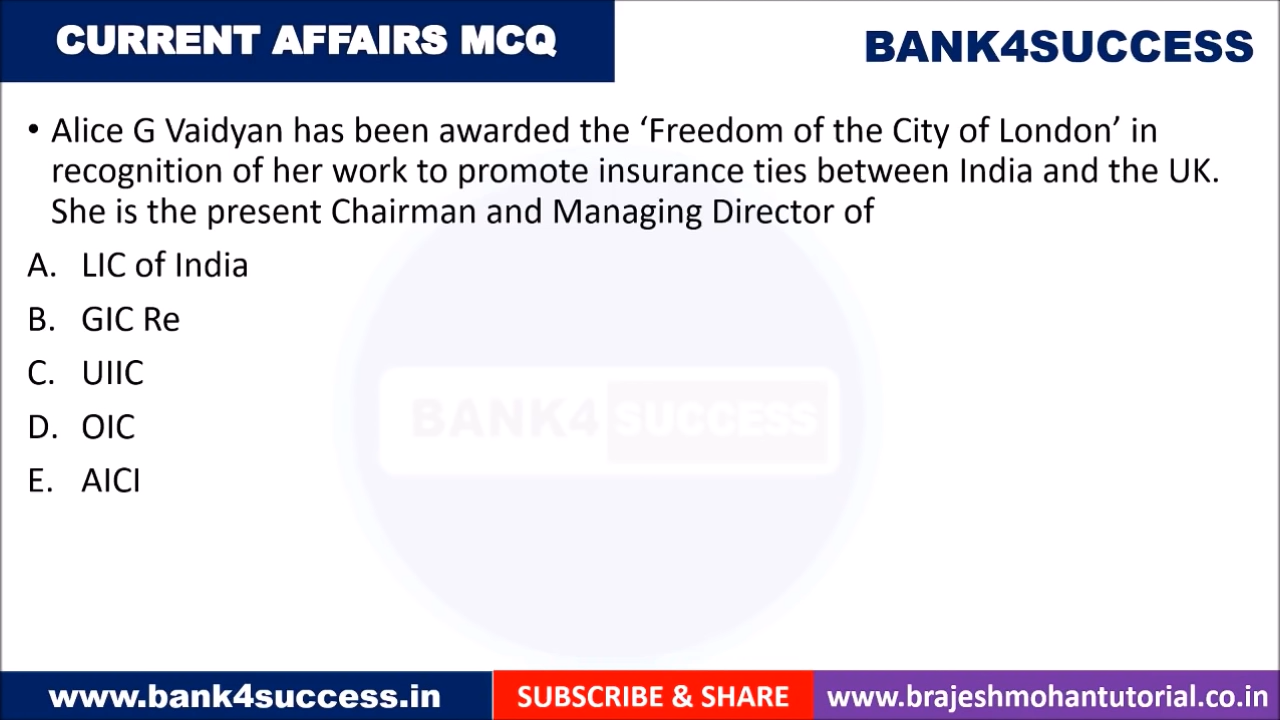 CURRENT AFFAIRS MCQ
BANK4SUCCESS
• Alice G Vaidyan has been awarded the ‘Freedom of the City of London’ in
recognition of her work to promote insurance ties between India and the UK.
She is the present Chairman and Managing Director of
A. LIC of India
B. GIC Re
C. UIIC
D. OIC
E. AICI
BANK4 SUCCESS
www.bank4success.in
SUBSCRIBE & SHARE
www.brajeshmohantutorial.co.in